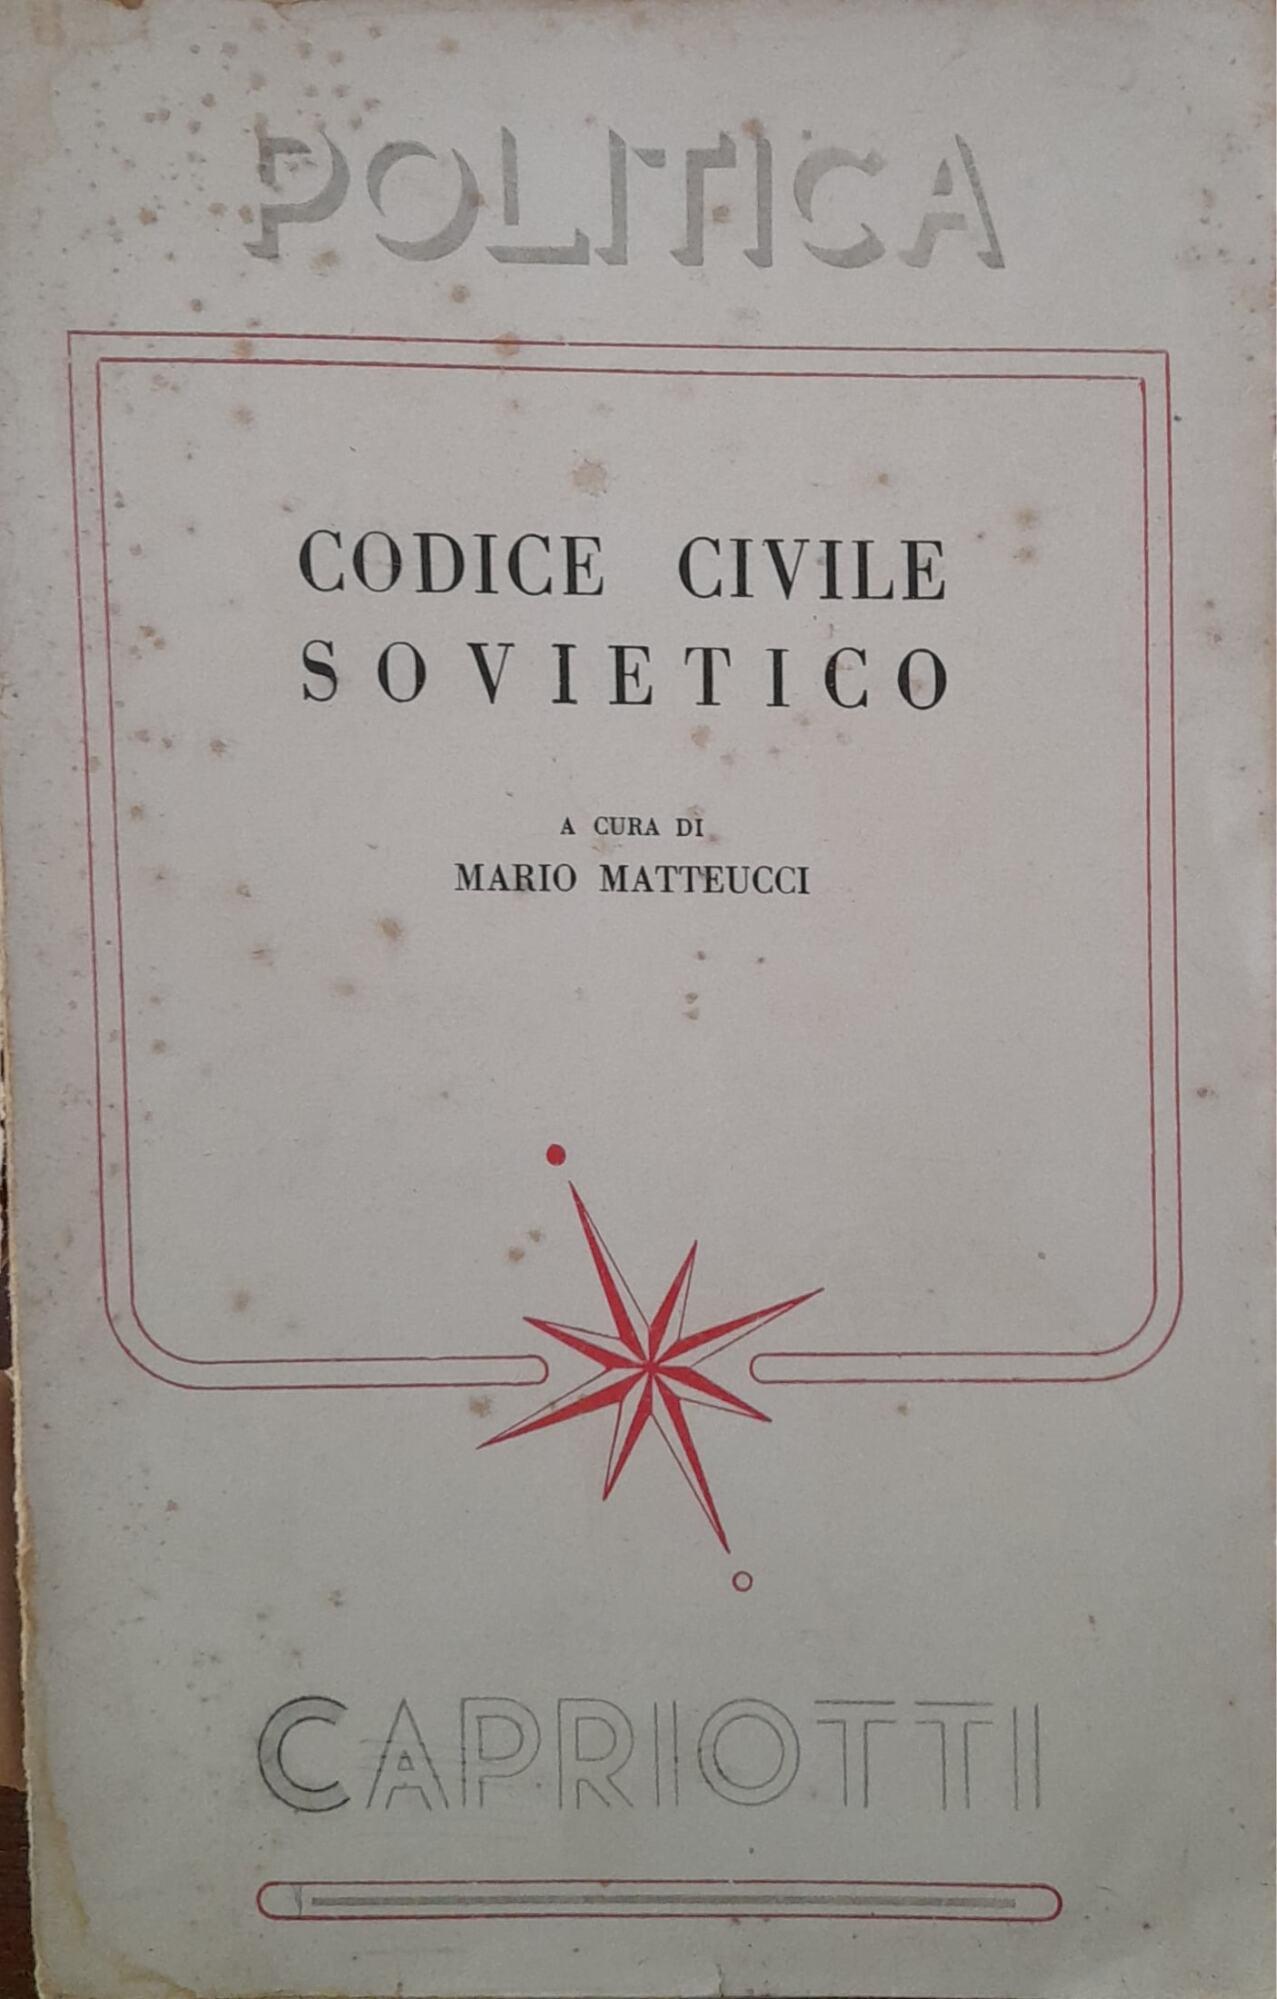 POLITICA
CODICE CIVILE
SOVIETICO
A CURA DI
MARIO MATTEUCCI
CAPRIOTTI